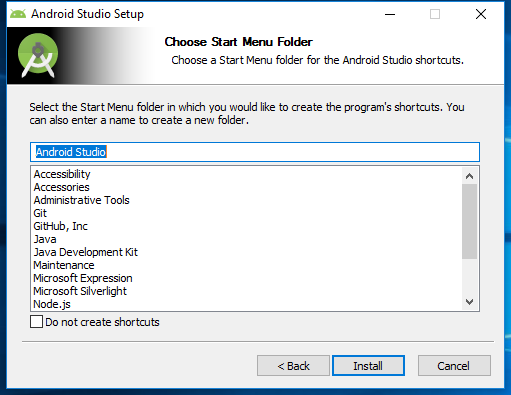 Android Studio Setup
Choose Start Menu Folder
Choose a Start Menu folder for the Android Studio shortcuts.
Select the Start Menu folder in which you would like to create the program's shortcuts. You
can also enter a name to create a new folder.
Android Studio
Accessibility
Accessories
Administrative Tools
Git
GitHub, Inc
Java
Java Development Kit
Maintenance
Microsoft Expression
Microsoft Silverlight
Node.js
Do not create shortcuts
< Back
Install
Cancel